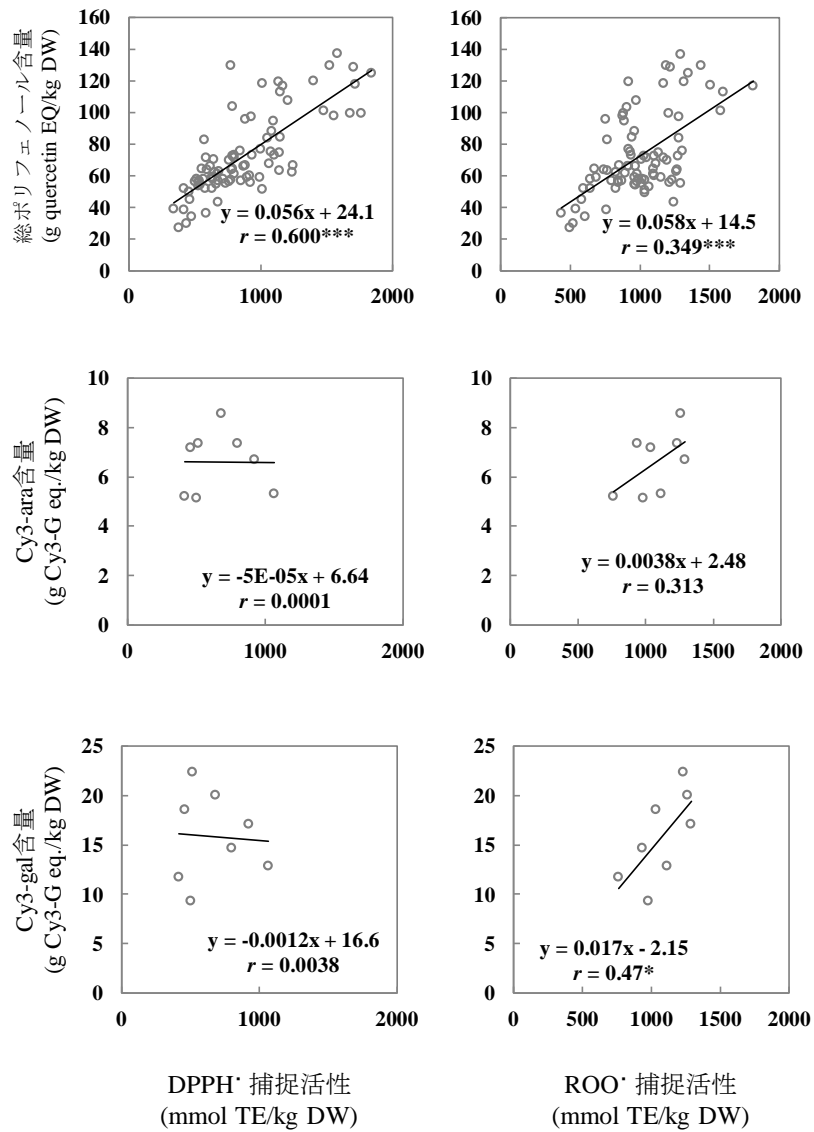 総ポリフェノール含量
(g quercetin EQ/kg DW)
160
140
120
100
80
60
40
20
0
y = 0.056x + 24.1
r = 0.600***
0 1000 2000
160
140
120
100
80
60
40
20
0
y = 0.058x + 14.5
r = 0.349***
0 500 1000 1500 2000
Cy3-ara含量
(g Cy3-G eq./kg DW)
10
8
6
4
2
0
y = -5E-05x + 6.64
r = 0.0001
0 1000 2000
10
8
6
4
2
0
y = 0.0038x + 2.48
r = 0.313
0 500 1000 1500 2000
Cy3-gal含量
(g Cy3-G eq./kg DW)
25
20
15
10
5
0
y = -0.0012x + 16.6
r = 0.0038
0 1000 2000
25
20
15
10
5
0
y = 0.017x - 2.15
r = 0.47*
0 500 1000 1500 2000
DPPH˙ 捕捉活性
(mmol TE/kg DW)
ROO˙ 捕捉活性
(mmol TE/kg DW)